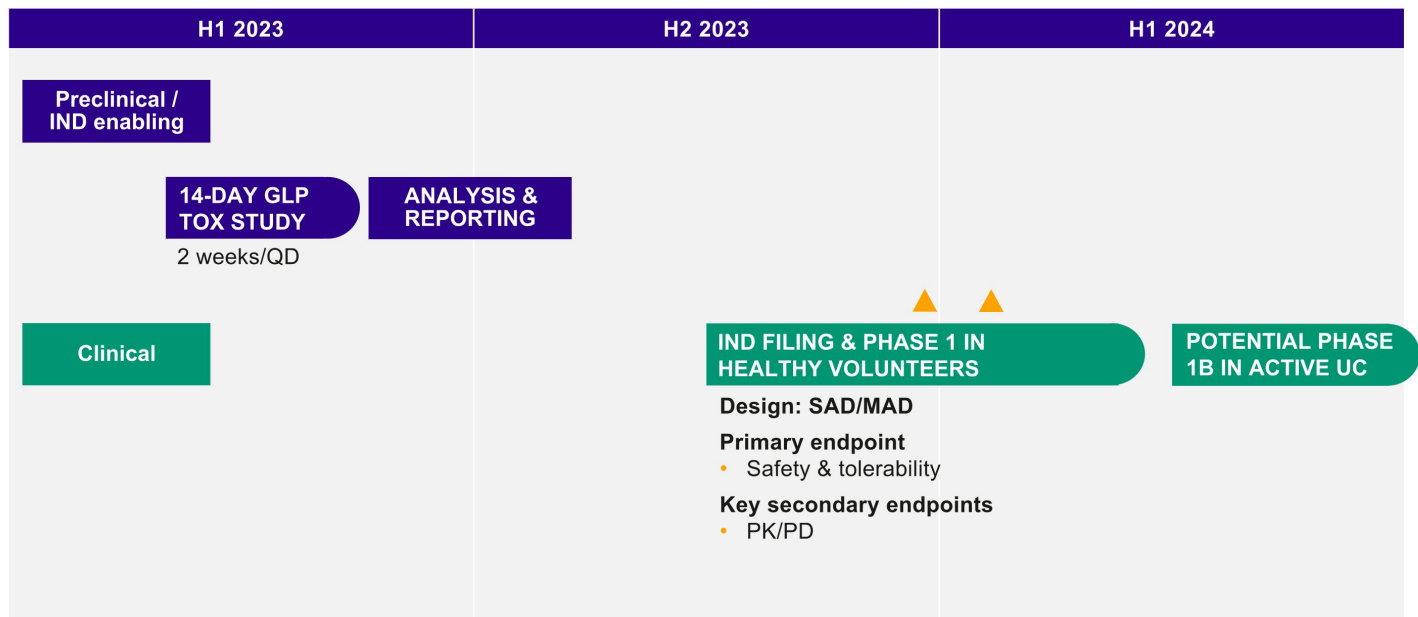 H1 2023
H2 2023
H1 2024
Preclinical /
IND enabling
14-DAY GLP
TOX STUDY
2 weeks/QD
ANALYSIS &
REPORTING
Clinical
IND FILING & PHASE 1 IN
HEALTHY VOLUNTEERS
Design: SAD/MAD
Primary endpoint
• Safety & tolerability
Key secondary endpoints
• PK/PD
POTENTIAL PHASE
1B IN ACTIVE UC